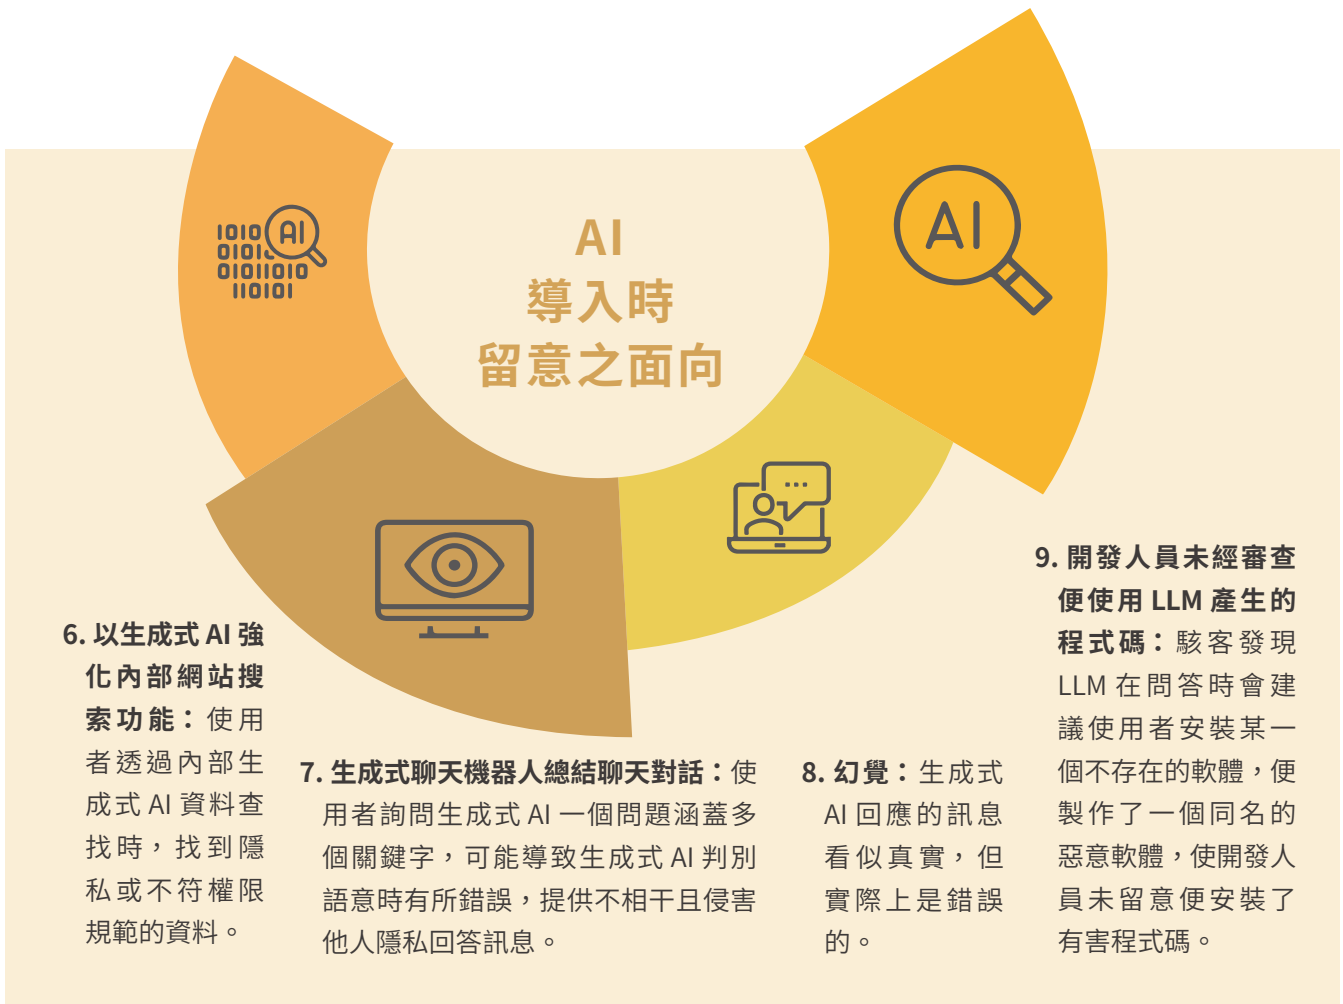 AI
導入時
留意之面向
1010
0101
01011010
110101
AI
AI
6. 以生成式 AI 強
化內部網站搜
索功能：使用
者透過內部生
成式 AI 資料查
找時，找到隱
私或不符權限
規範的資料。
7. 生成式聊天機器人總結聊天對話：使
用者詢問生成式 AI 一個問題涵蓋多
個關鍵字，可能導致生成式 AI 判別
語意時有所錯誤，提供不相干且侵害
他人隱私回答訊息。
8. 幻覺：生成式
AI 回應的訊息
看似真實，但
實際上是錯誤
的。
9. 開發人員未經審查
便使用 LLM 產生的
程式碼：駭客發現
LLM 在問答時會建
議使用者安裝某一
個不存在的軟體，便
製作了一個同名的
惡意軟體，使開發人
員未留意便安裝了
有害程式碼。